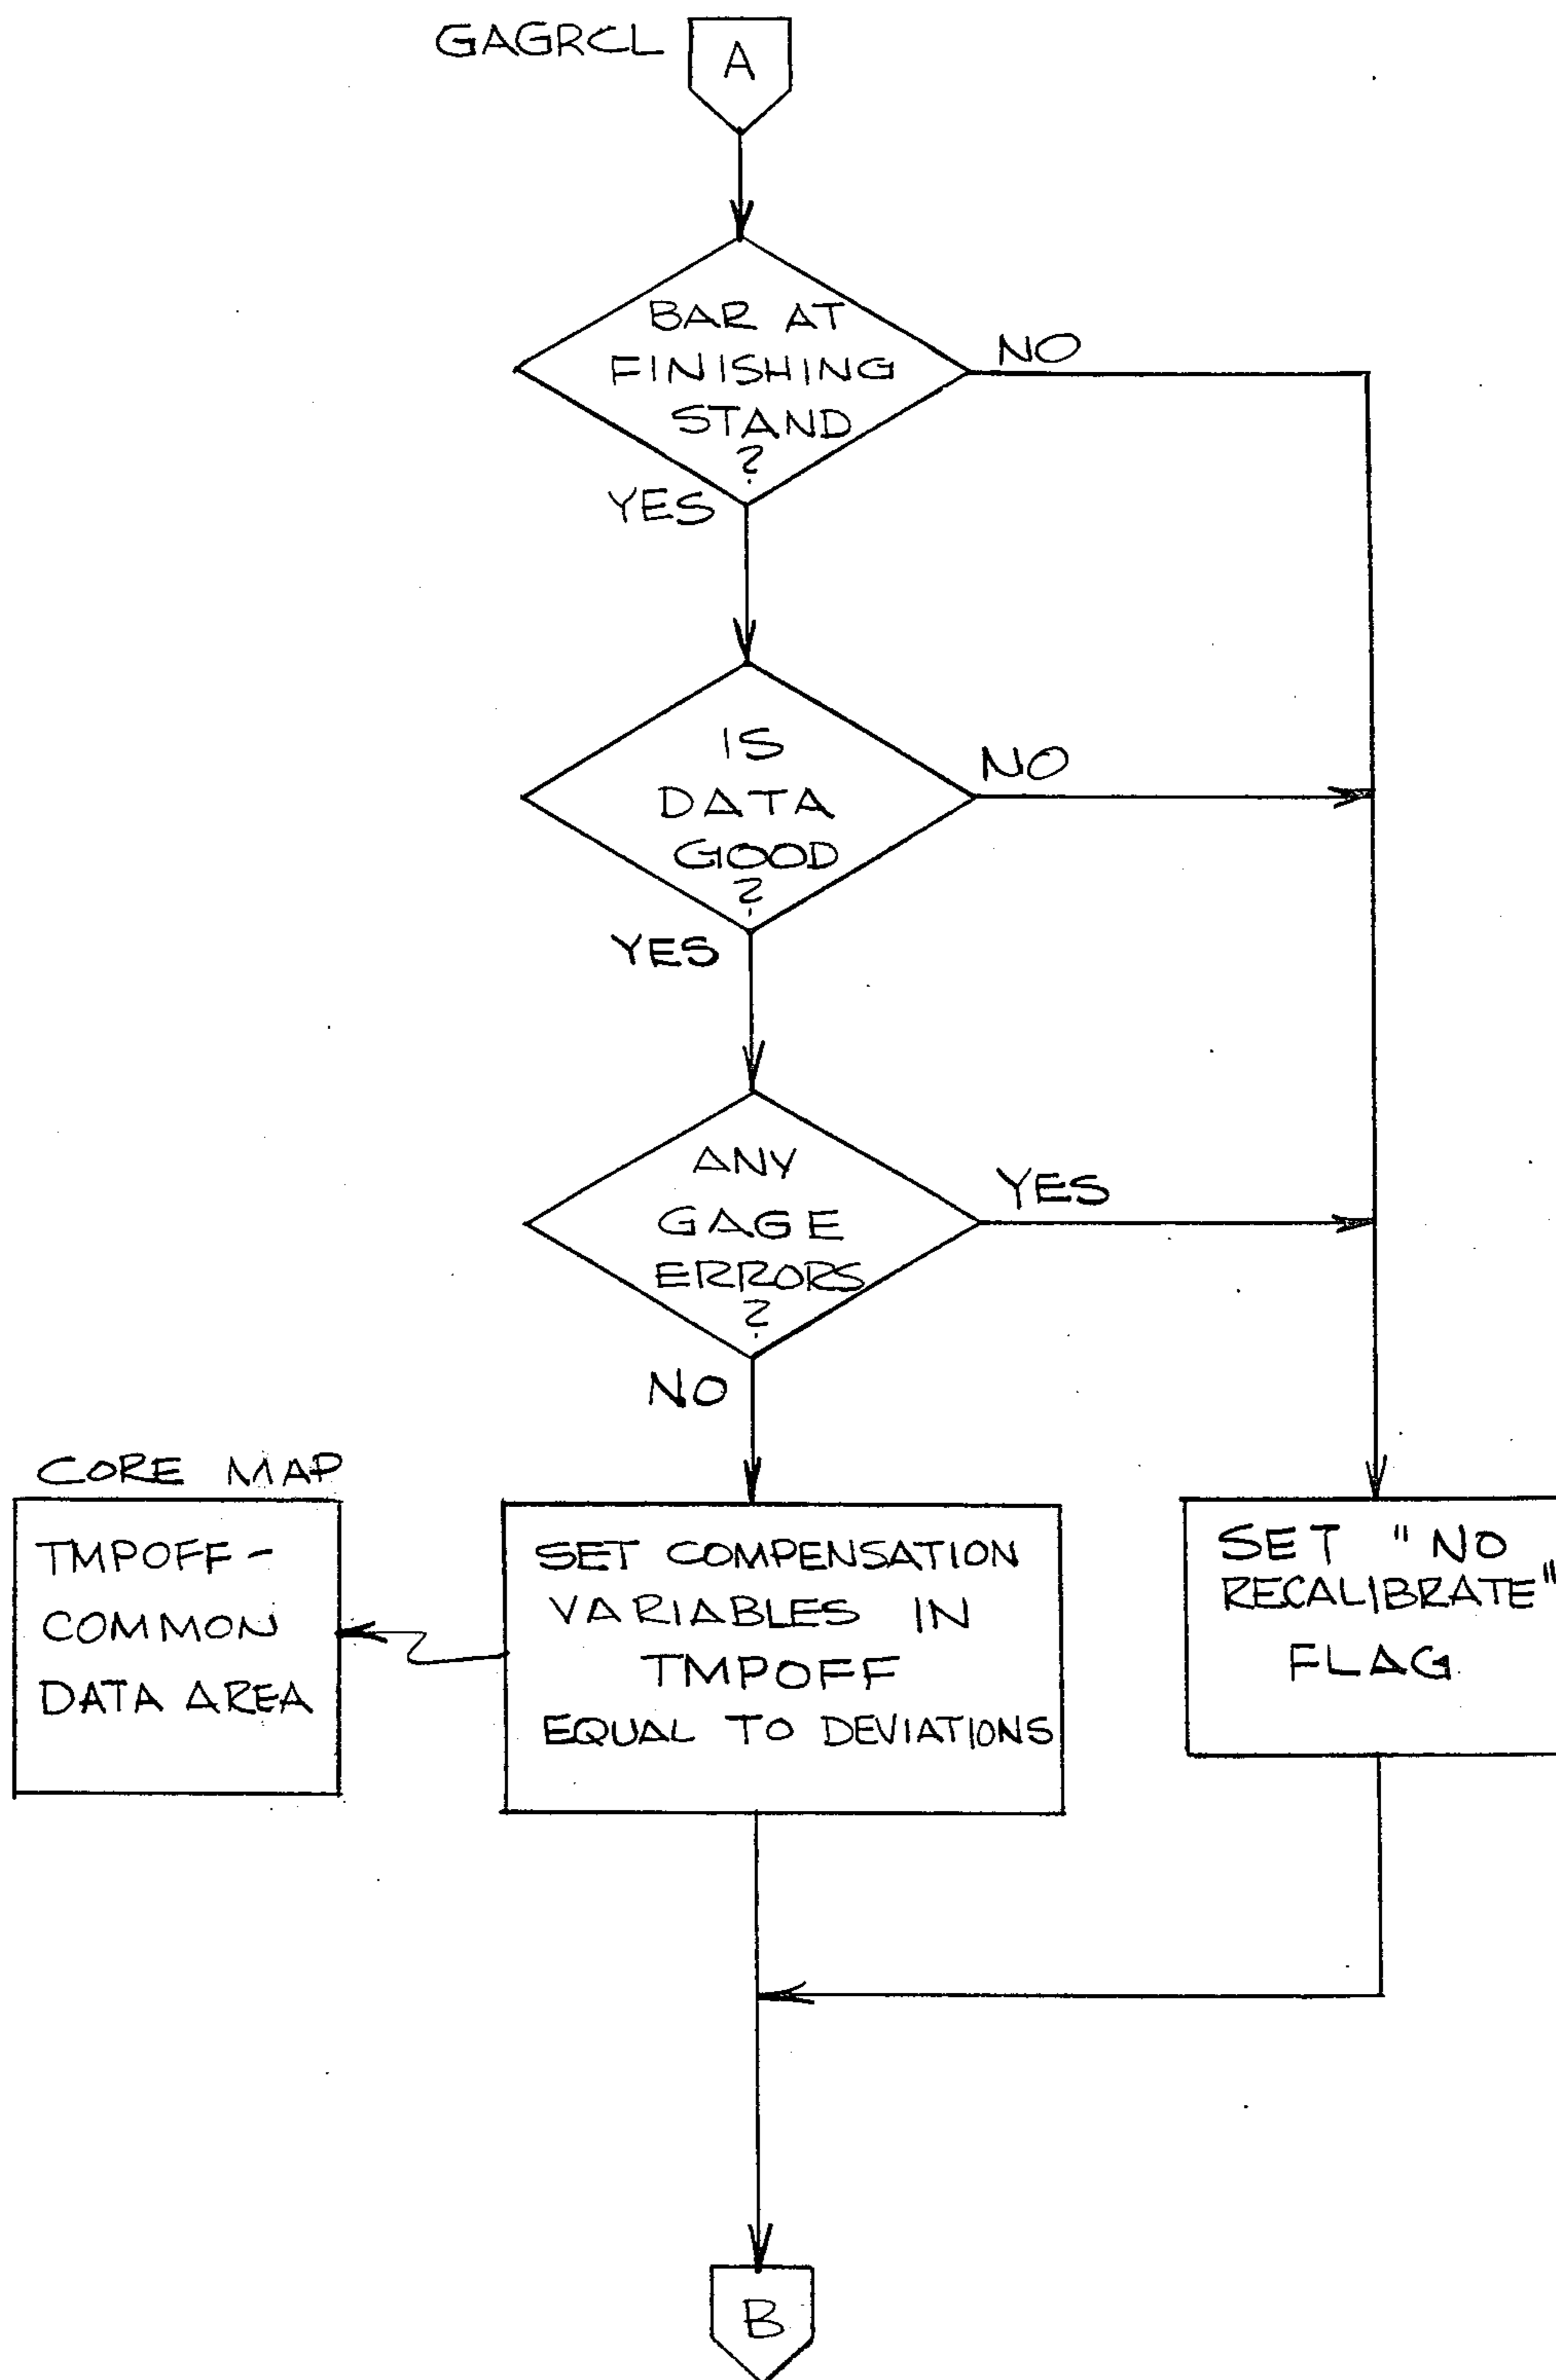 GAGRCL
A
BAR AT
FINISHING
STAND
?
NO
YES
IS
DATA
GOOD
?
NO
YES
ANY
GAGE
ERRORS
?
YES
NO
CORE MAP
TMPOFF-
COMMON
DATA AREA
SET COMPENSATION
VARIABLES IN
TMPOFF
EQUAL TO DEVIATIONS
SET "NO
RECALIBRATE"
FLAG
B